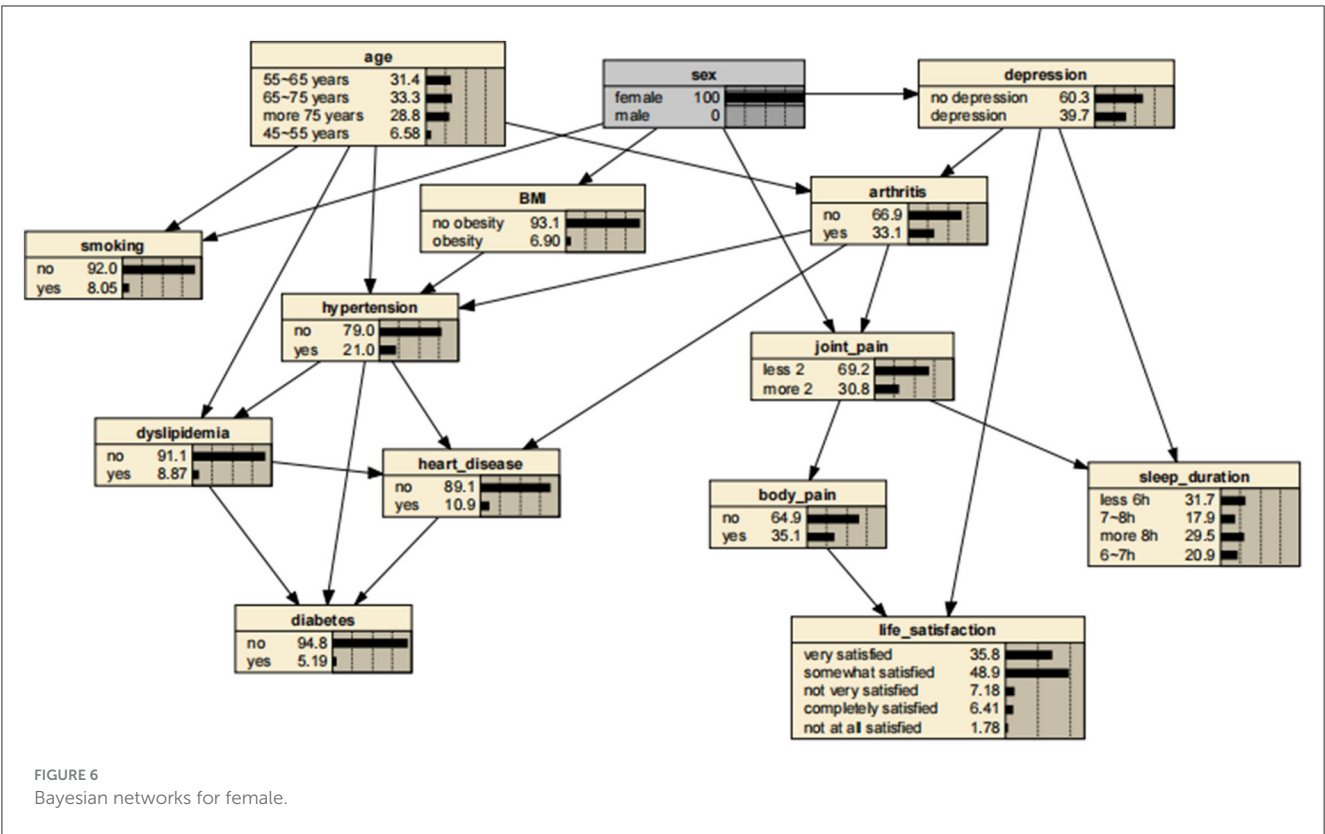 age
55~65 years 31.4
65~75 years 33.3
more 75 years 28.8
45~55 years 6.58
sex
female 100
male 0
depression
no depression 60.3
depression 39.7
BMI
no obesity 93.1
obesity 6.90
arthritis
no 66.9
yes 33.1
smoking
no 92.0
yes 8.05
hypertension
no 79.0
yes 21.0
joint_pain
less 2 69.2
more 2 30.8
dyslipidemia
no 91.1
yes 8.87
heart_disease
no 89.1
yes 10.9
body_pain
no 64.9
yes 35.1
sleep_duration
less 6h 31.7
7~8h 17.9
more 8h 29.5
6~7h 20.9
diabetes
no 94.8
yes 5.19
life_satisfaction
very satisfied 35.8
somewhat satisfied 48.9
not very satisfied 7.18
completely satisfied 6.41
not at all satisfied 1.78
FIGURE 6
Bayesian networks for female.